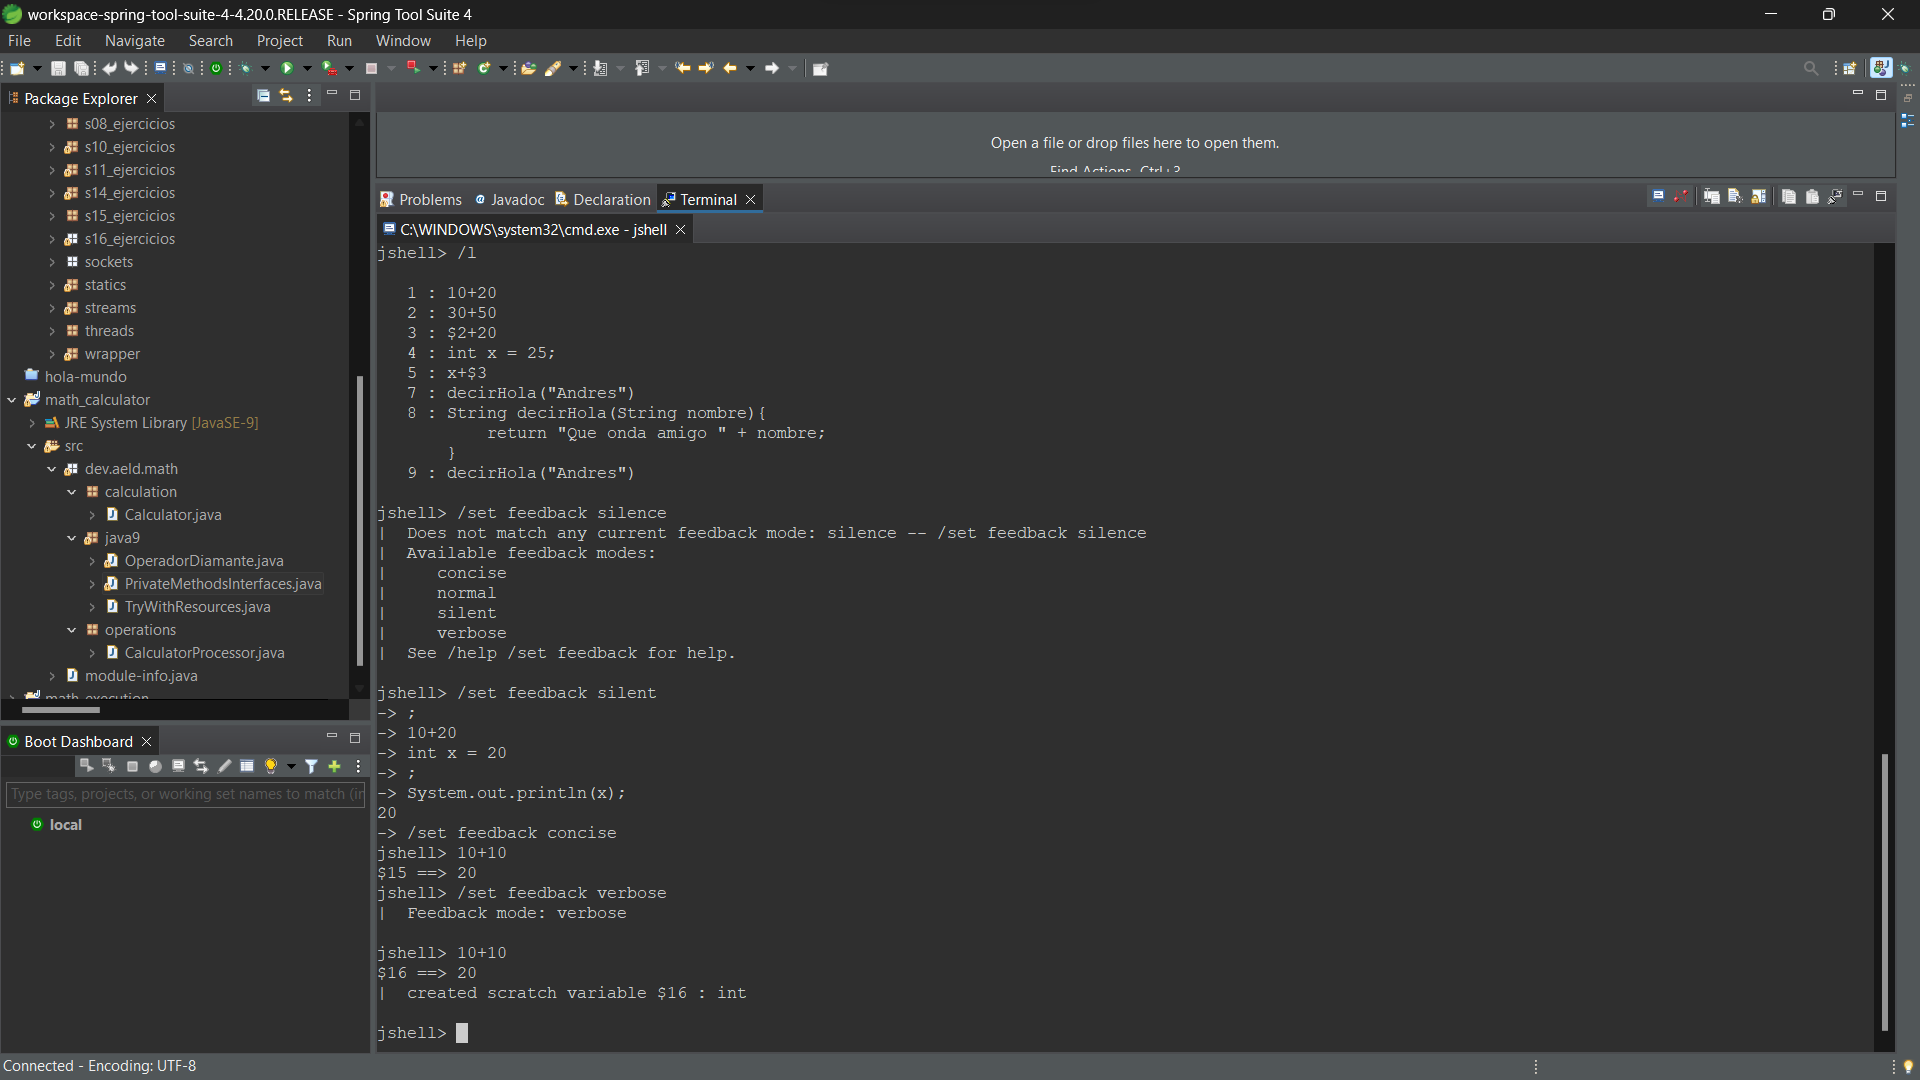 workspace-spring-tool-suite-4-4.20.0.RELEASE - Spring Tool Suite 4
File Edit Navigate Search Project Run Window Help
Package Explorer
s08_ejercicios
s10_ejercicios
s11_ejercicios
s14_ejercicios
s15_ejercicios
s16_ejercicios
sockets
statics
streams
threads
wrapper
hola-mundo
math_calculator
JRE System Library [JavaSE-9]
src
dev.aeld.math
calculation
Calculator.java
java9
OperadorDiamante.java
PrivateMethodsInterfaces.java
TryWithResources.java
operations
CalculatorProcessor.java
module-info.java
math_execution
Boot Dashboard
Type tags, projects, or working set names to match (in
local
Open a file or drop files here to open them.
Find Actions Ctrl+3
Problems Javadoc Declaration Terminal
C:\WINDOWS\system32\cmd.exe - jshell
jshell> /l
1 : 10+20
2 : 30+50
3 : $2+20
4 : int x = 25;
5 : x+$3
7 : decirHola("Andres")
8 : String decirHola(String nombre){
return "Que onda amigo " + nombre;
}
9 : decirHola("Andres")
jshell> /set feedback silence
|  Does not match any current feedback mode: silence -- /set feedback silence
|  Available feedback modes:
|     concise
|     normal
|     silent
|     verbose
|  See /help /set feedback for help.
jshell> /set feedback silent
-> ;
-> 10+20
-> int x = 20
-> ;
-> System.out.println(x);
20
-> /set feedback concise
jshell> 10+10
$15 ==> 20
jshell> /set feedback verbose
|  Feedback mode: verbose
jshell> 10+10
$16 ==> 20
|  created scratch variable $16 : int
jshell>
Connected - Encoding: UTF-8